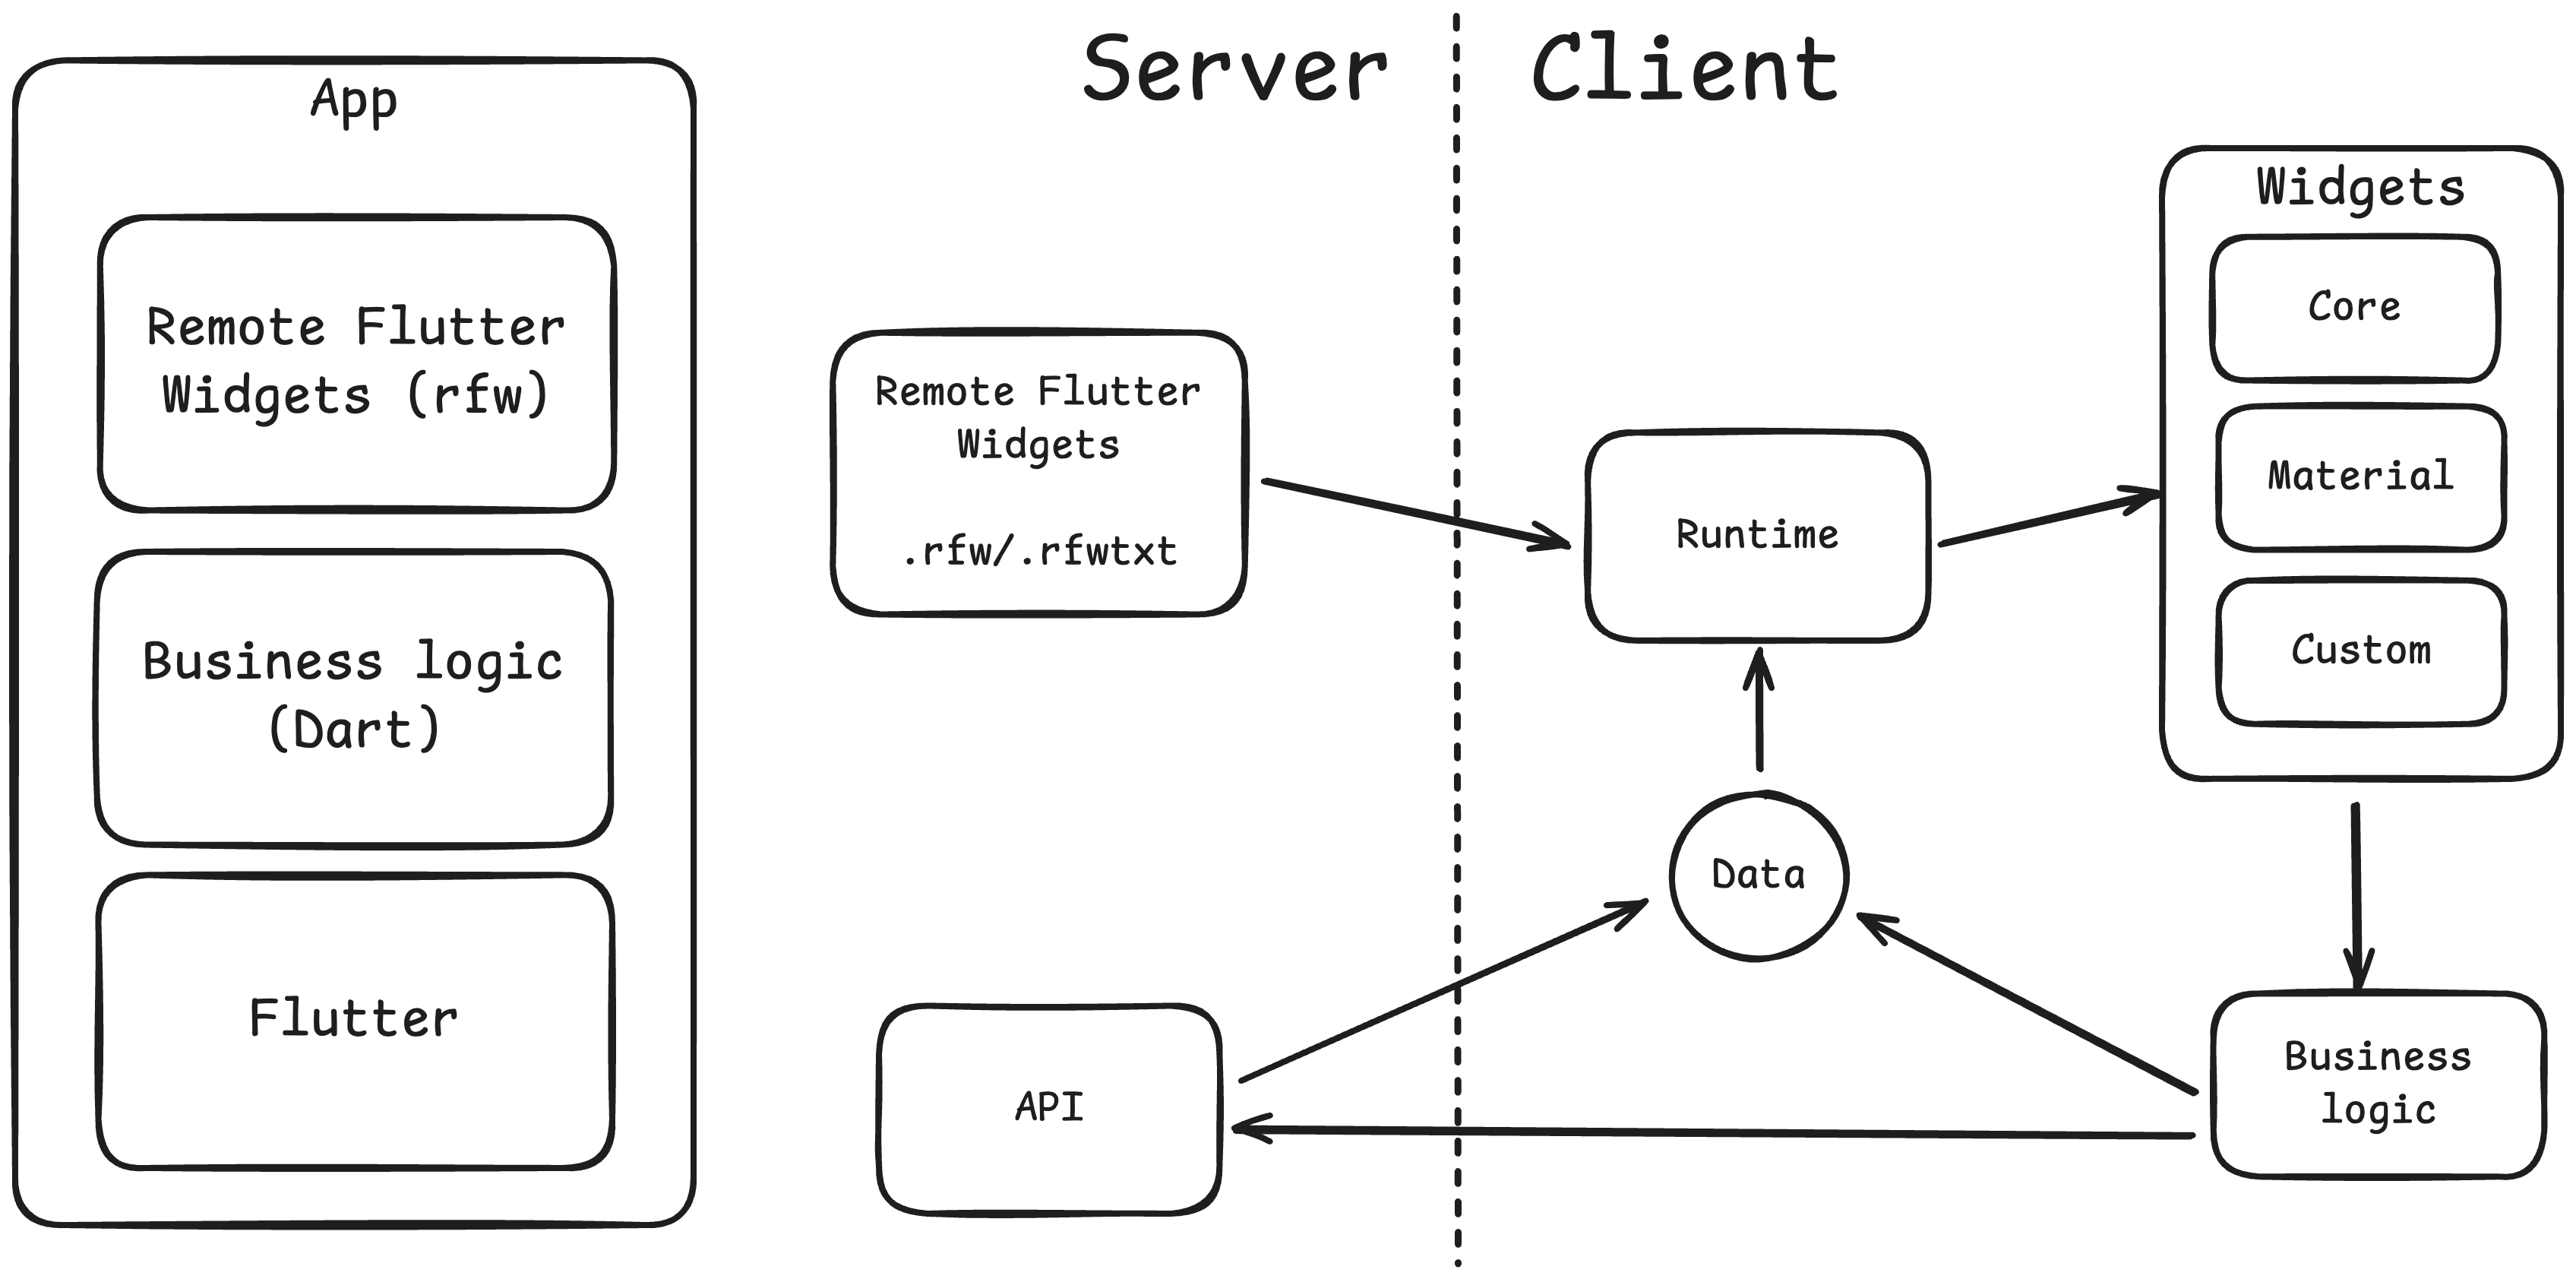 App
Remote Flutter
Widgets (rfw)
Business logic
(Dart)
Flutter
Server
Client
Remote Flutter
Widgets
.rfw/.rfwtxt
Runtime
Widgets
Core
Material
Custom
Data
API
Business
logic